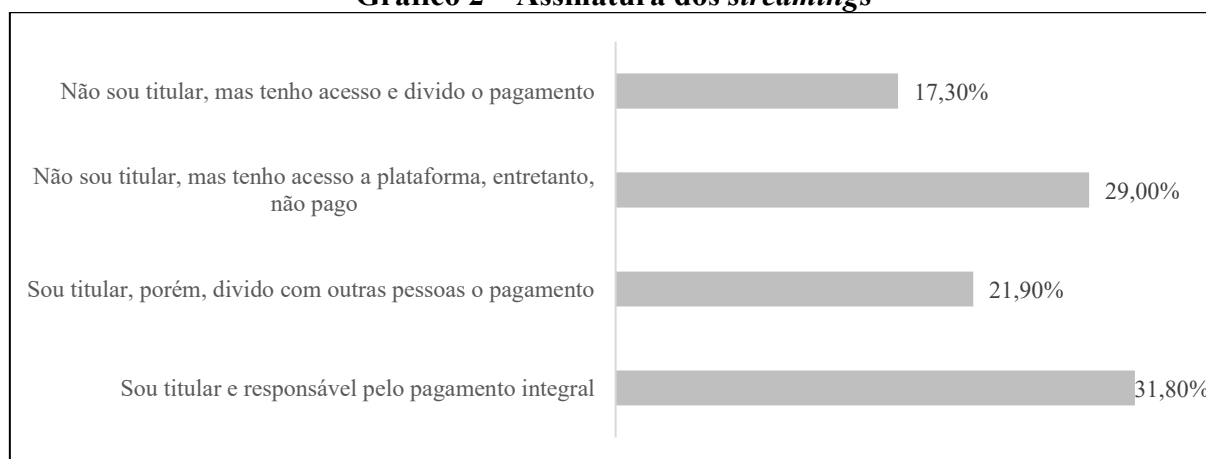 Gráfico 2 – Assinatura dos streamings
Não sou titular, mas tenho acesso e divido o pagamento
17,30%
Não sou titular, mas tenho acesso a plataforma, entretanto,
não pago
29,00%
Sou titular, porém, divido com outras pessoas o pagamento
21,90%
Sou titular e responsável pelo pagamento integral
31,80%